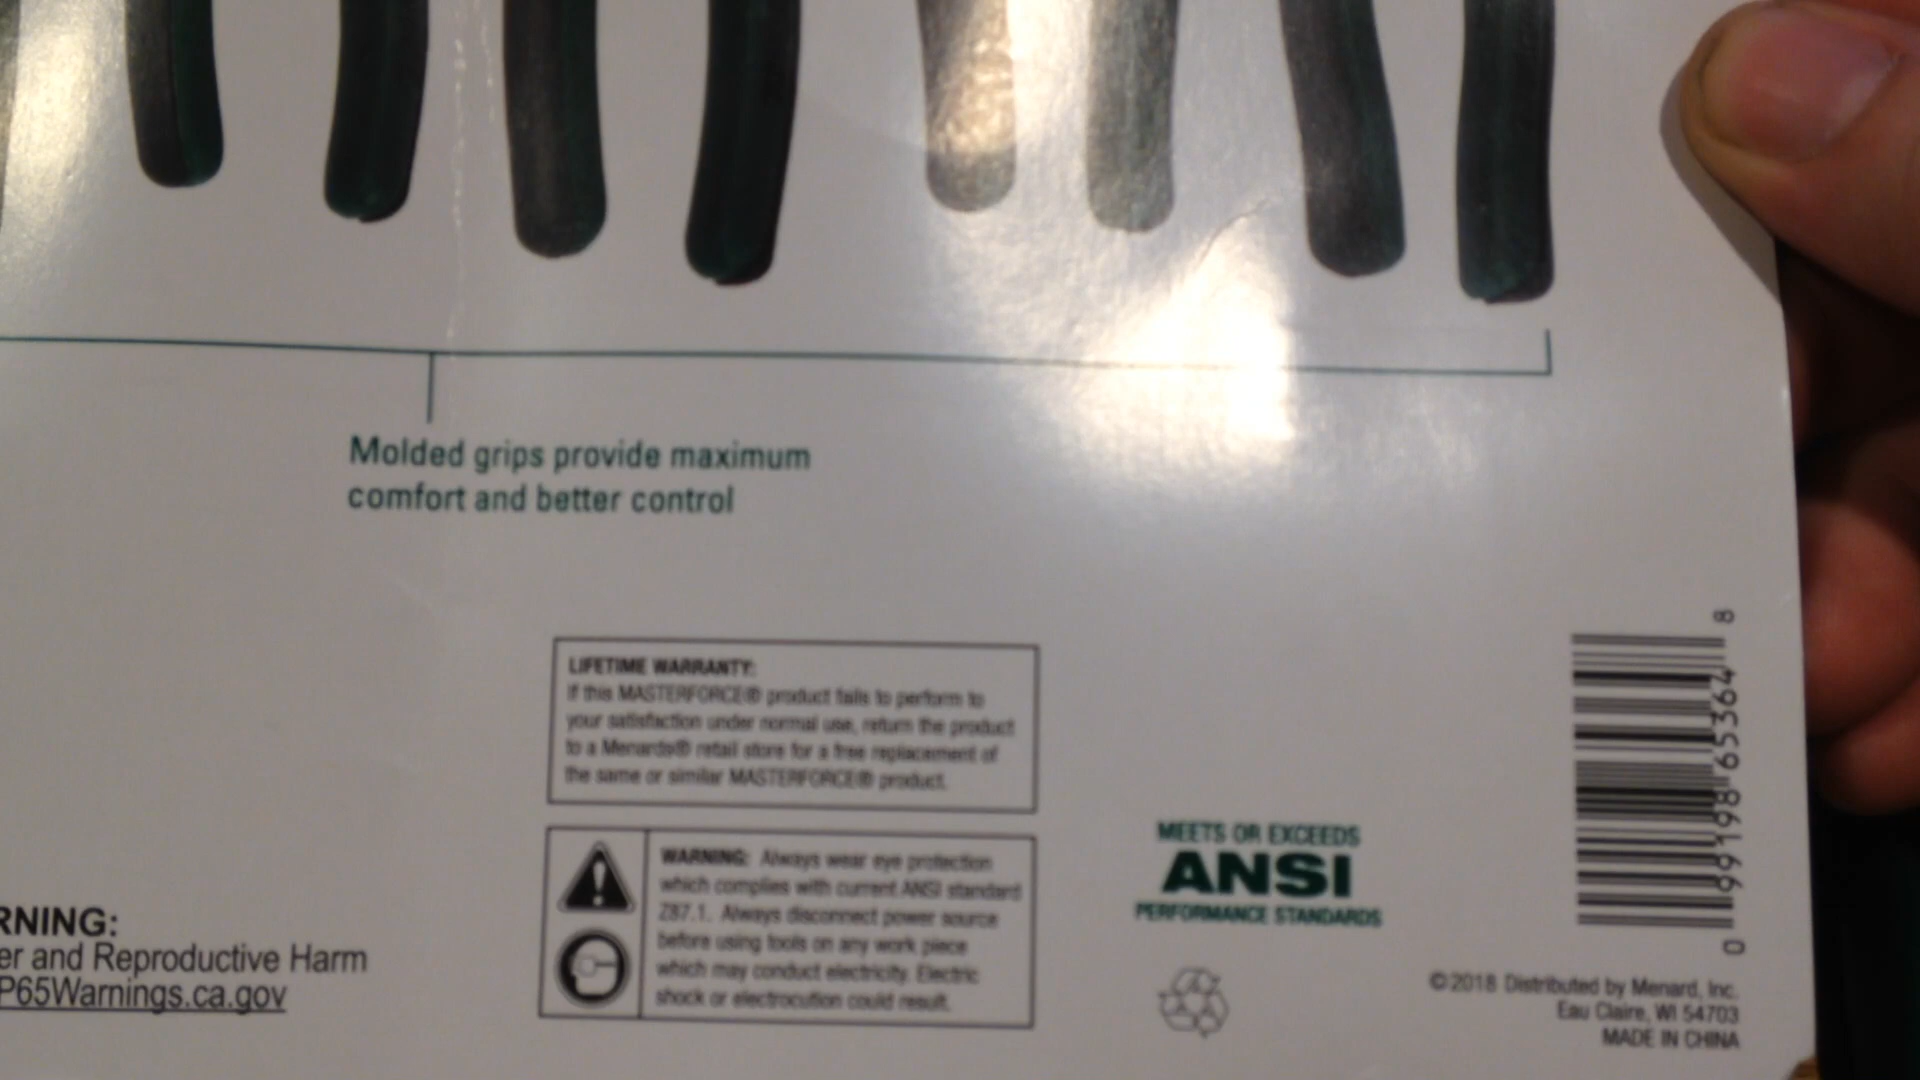 Molded grips provide maximum
comfort and better control
LIFETIME WARRANTY:
If this MASTERFORCE® product fails to perform to
your satisfaction under normal use, return the product
to a Menards® retail store for a free replacement of
the same or similar MASTERFORCE® product.
WARNING: Always wear eye protection
which complies with current ANSI standard
Z87.1. Always disconnect power source
before using tools on any work piece
which may conduct electricity. Electric
shock or electrocution could result.
RNING:
er and Reproductive Harm
P65Warnings.ca.gov
MEETS OR EXCEEDS
ANSI
PERFORMANCE STANDARDS
0 99198 65364 8
©2018 Distributed by Menard, Inc.
Eau Claire, WI 54703
MADE IN CHINA